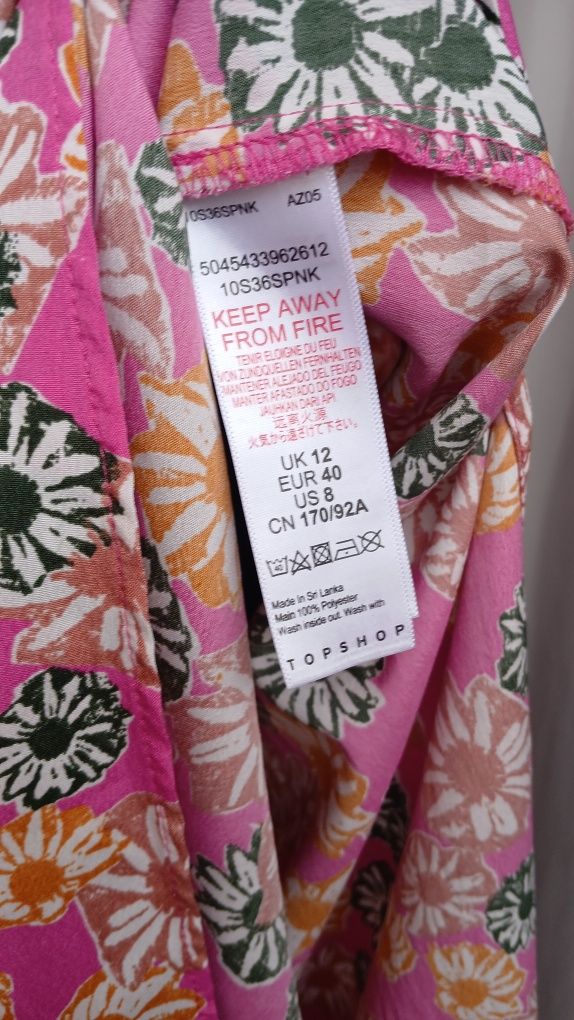 10S36SPNK AZ05
5045433962612
10S36SPNK
KEEP AWAY
FROM FIRE
TENIR ELOIGNE DU FEU
VON ZUNDQUELLEN FERNHALTEN
MANTENER ALEJADO DEL FUEGO
MANTER AFASTADO DO FOGO
JAUHKAN DARI API
远离火源
火気から遠ざけて下さい。
UK 12
EUR 40
US 8
CN 170/92A
40
Made In Sri Lanka
Main 100% Polyester
Wash inside out. Wash with
TOPSHOP